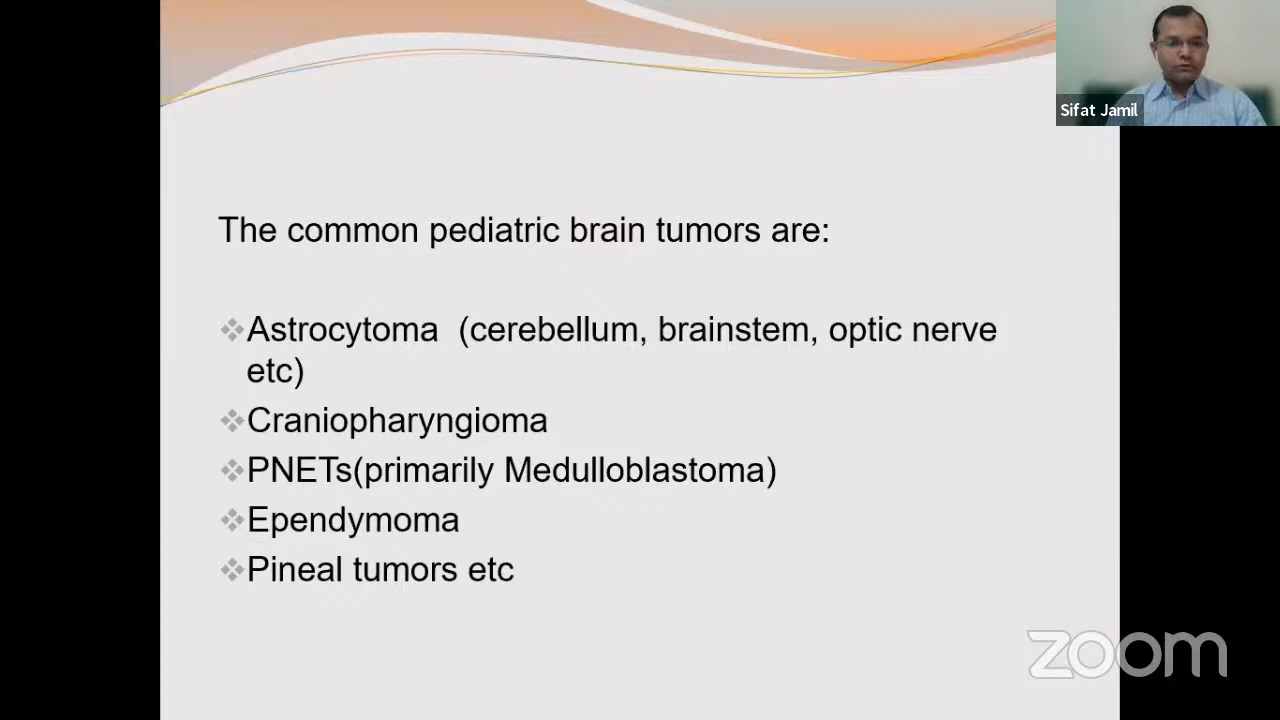 Sifat Jamil
The common pediatric brain tumors are:
❖Astrocytoma  (cerebellum, brainstem, optic nerve
etc)
❖Craniopharyngioma
❖PNETs(primarily Medulloblastoma)
❖Ependymoma
❖Pineal tumors etc
zoom